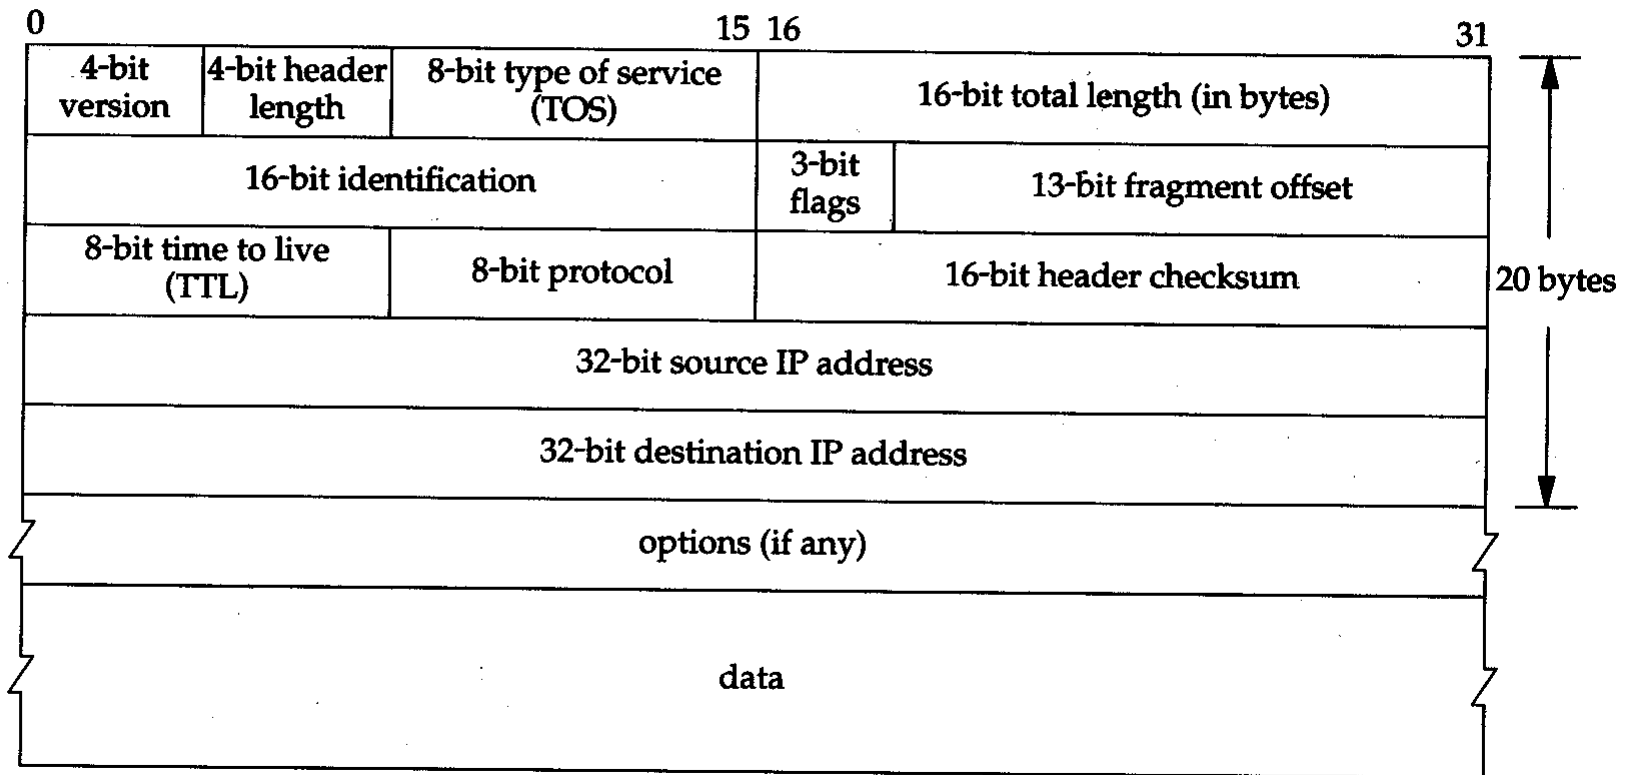 0
15 16
31
4-bit
version
4-bit header
length
8-bit type of service
(TOS)
16-bit total length (in bytes)
16-bit identification
3-bit
flags
13-bit fragment offset
8-bit time to live
(TTL)
8-bit protocol
16-bit header checksum
20 bytes
32-bit source IP address
32-bit destination IP address
options (if any)
data